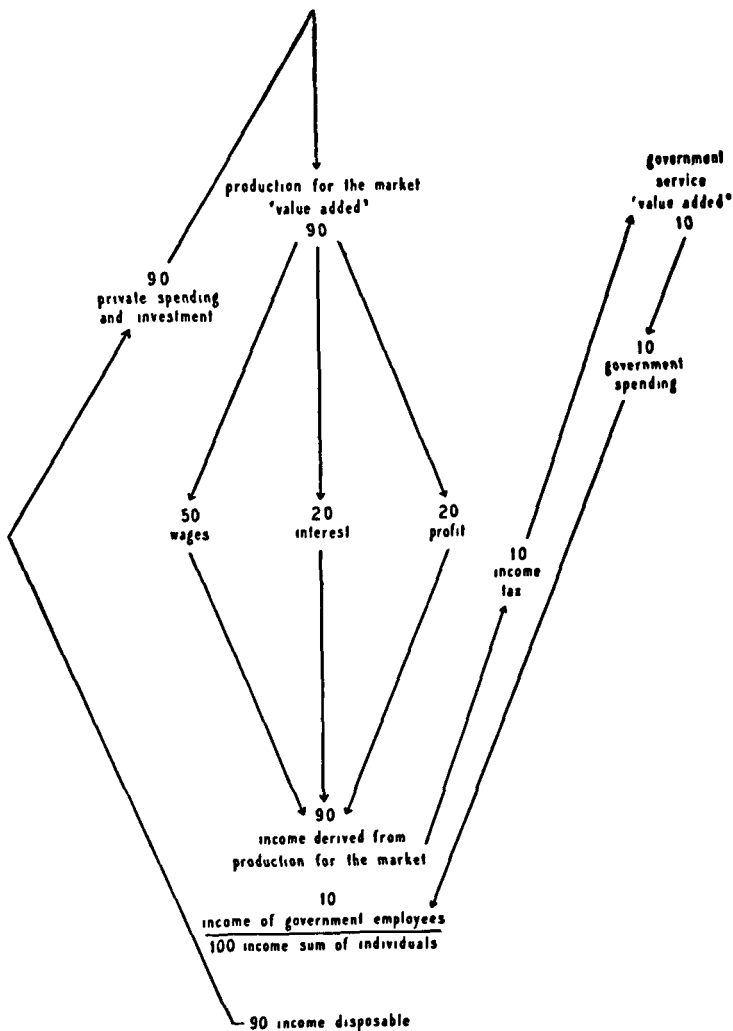 production for the market
'value added'
90
government
service
'value added"
10
90
private spending
and investment
10
government
spending
50
wages
20
interest
20
profit
10
income
tax
90
income derived from
production for the market
10
income of government employees
100 income sum of individuals
90 income disposable